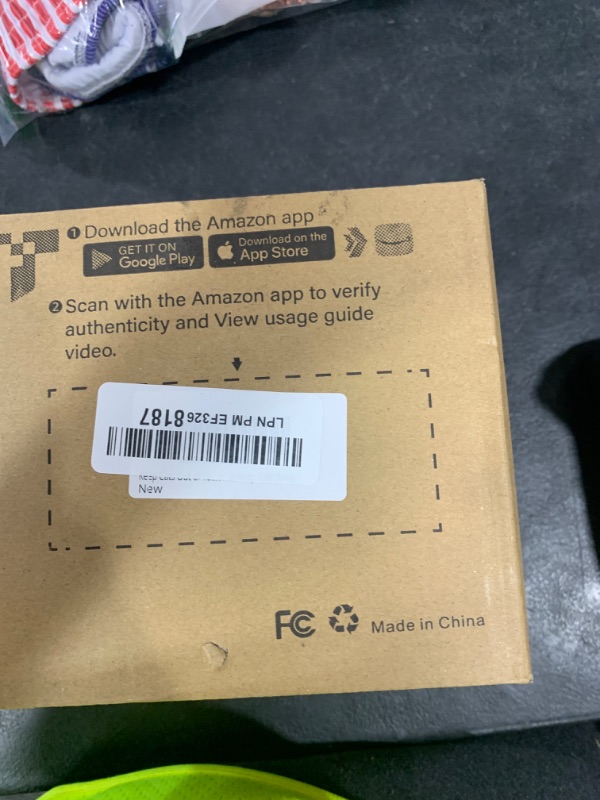 ❶ Download the Amazon app
GET IT ON
Google Play
Download on the
App Store
❷ Scan with the Amazon app to verify
authenticity and View usage guide
video.
LPN PM EF3268187
New
FC
Made in China